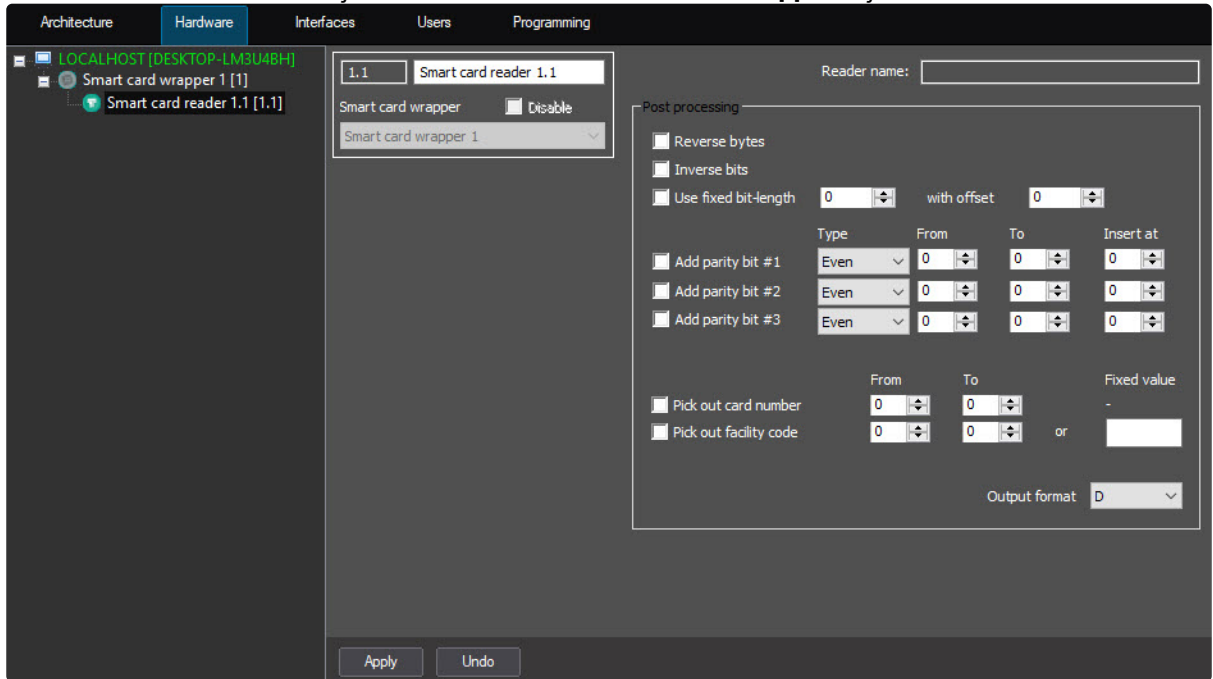 Architecture Hardware Interfaces Users Programming
LOCALHOST [DESKTOP-LM3U4BH]
Smart card wrapper 1 [1]
Smart card reader 1.1 [1.1]
1.1 Smart card reader 1.1
Smart card wrapper Disable
Smart card wrapper 1
Reader name:
Post processing
Reverse bytes
Inverse bits
Use fixed bit-length 0 with offset 0
Type From To Insert at
Add parity bit #1 Even 0 0 0
Add parity bit #2 Even 0 0 0
Add parity bit #3 Even 0 0 0
From To Fixed value
Pick out card number 0 0 -
Pick out facility code 0 0 or
Output format D
Apply Undo